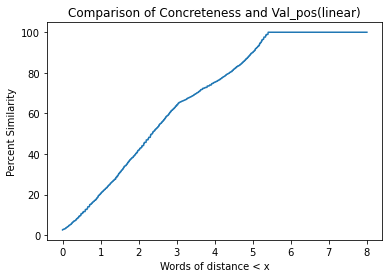 Comparison of Concreteness and Val_pos(linear)
Percent Similarity
100
80
60
40
20
0
0 1 2 3 4 5 6 7 8
Words of distance < x